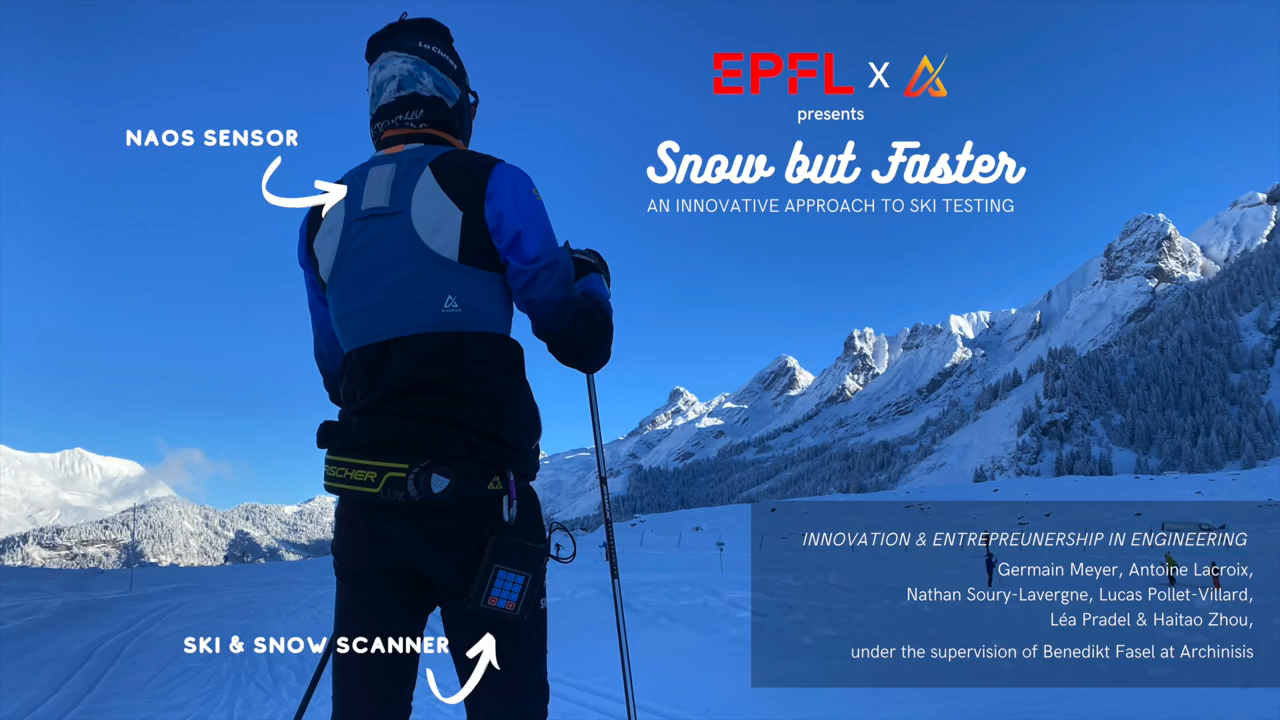 La Clusaz
EPFL X
presents
NAOS SENSOR
Snow but Faster
AN INNOVATIVE APPROACH TO SKI TESTING
FISCHER
INNOVATION & ENTREPREUNERSHIP IN ENGINEERING
Germain Meyer, Antoine Lacroix,
Nathan Soury-Lavergne, Lucas Pollet-Villard,
Léa Pradel & Haitao Zhou,
SKI & SNOW SCANNER
under the supervision of Benedikt Fasel at Archinisis